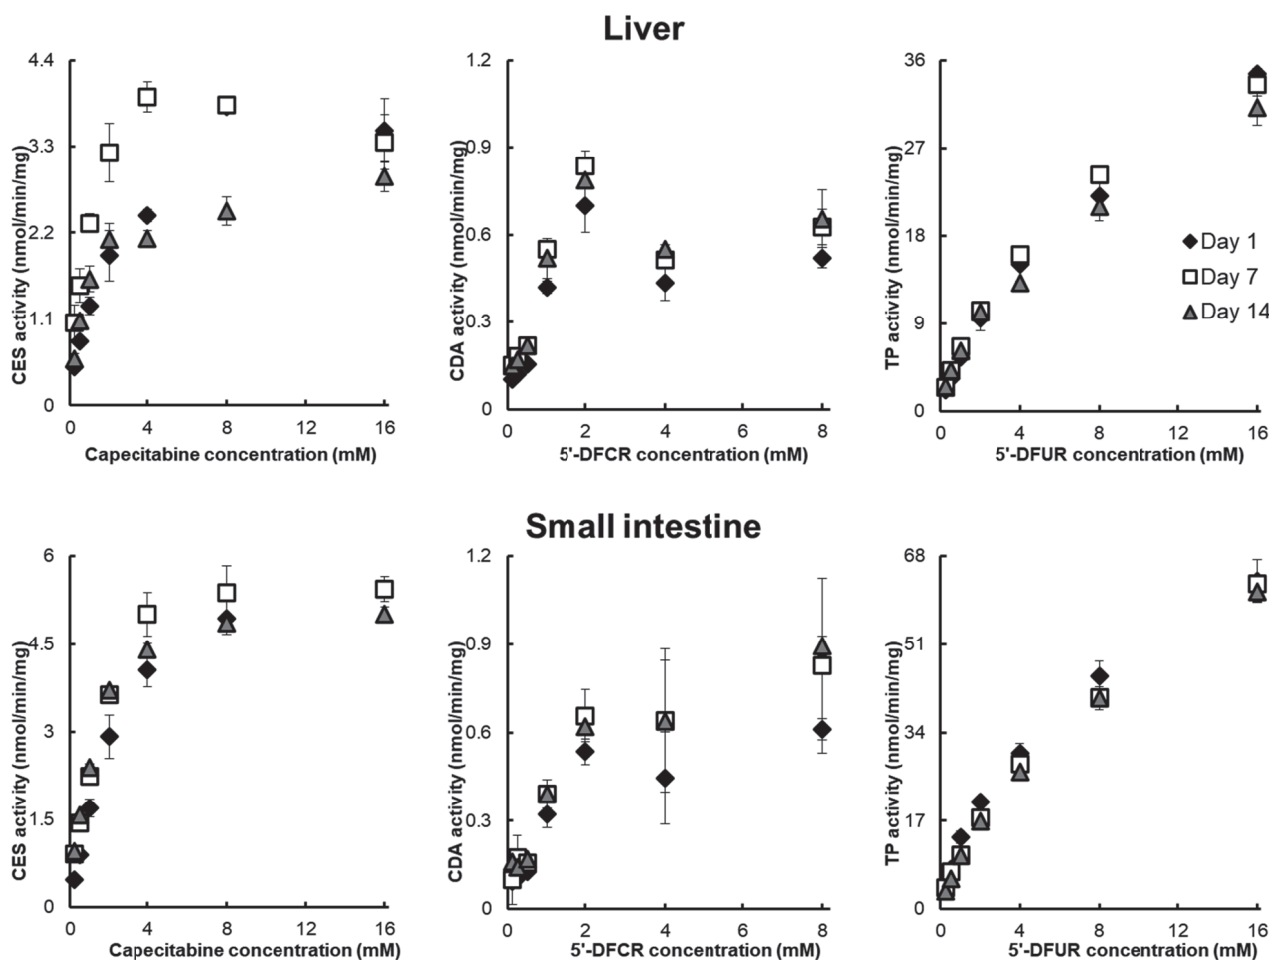 Liver
4.4
3.3
2.2
1.1
0
CES activity (nmol/min/mg)
0 4 8 12 16
Capecitabine concentration (mM)
1.2
0.9
0.6
0.3
0
CDA activity (nmol/min/mg)
0 2 4 6 8
5'-DFCR concentration (mM)
36
27
18
9
0
TP activity (nmol/min/mg)
0 4 8 12 16
5'-DFUR concentration (mM)
Day 1
Day 7
Day 14
Small intestine
6
4.5
3
1.5
0
CES activity (nmol/min/mg)
0 4 8 12 16
Capecitabine concentration (mM)
1.2
0.9
0.6
0.3
0
CDA activity (nmol/min/mg)
0 2 4 6 8
5'-DFCR concentration (mM)
68
51
34
17
0
TP activity (nmol/min/mg)
0 4 8 12 16
5'-DFUR concentration (mM)